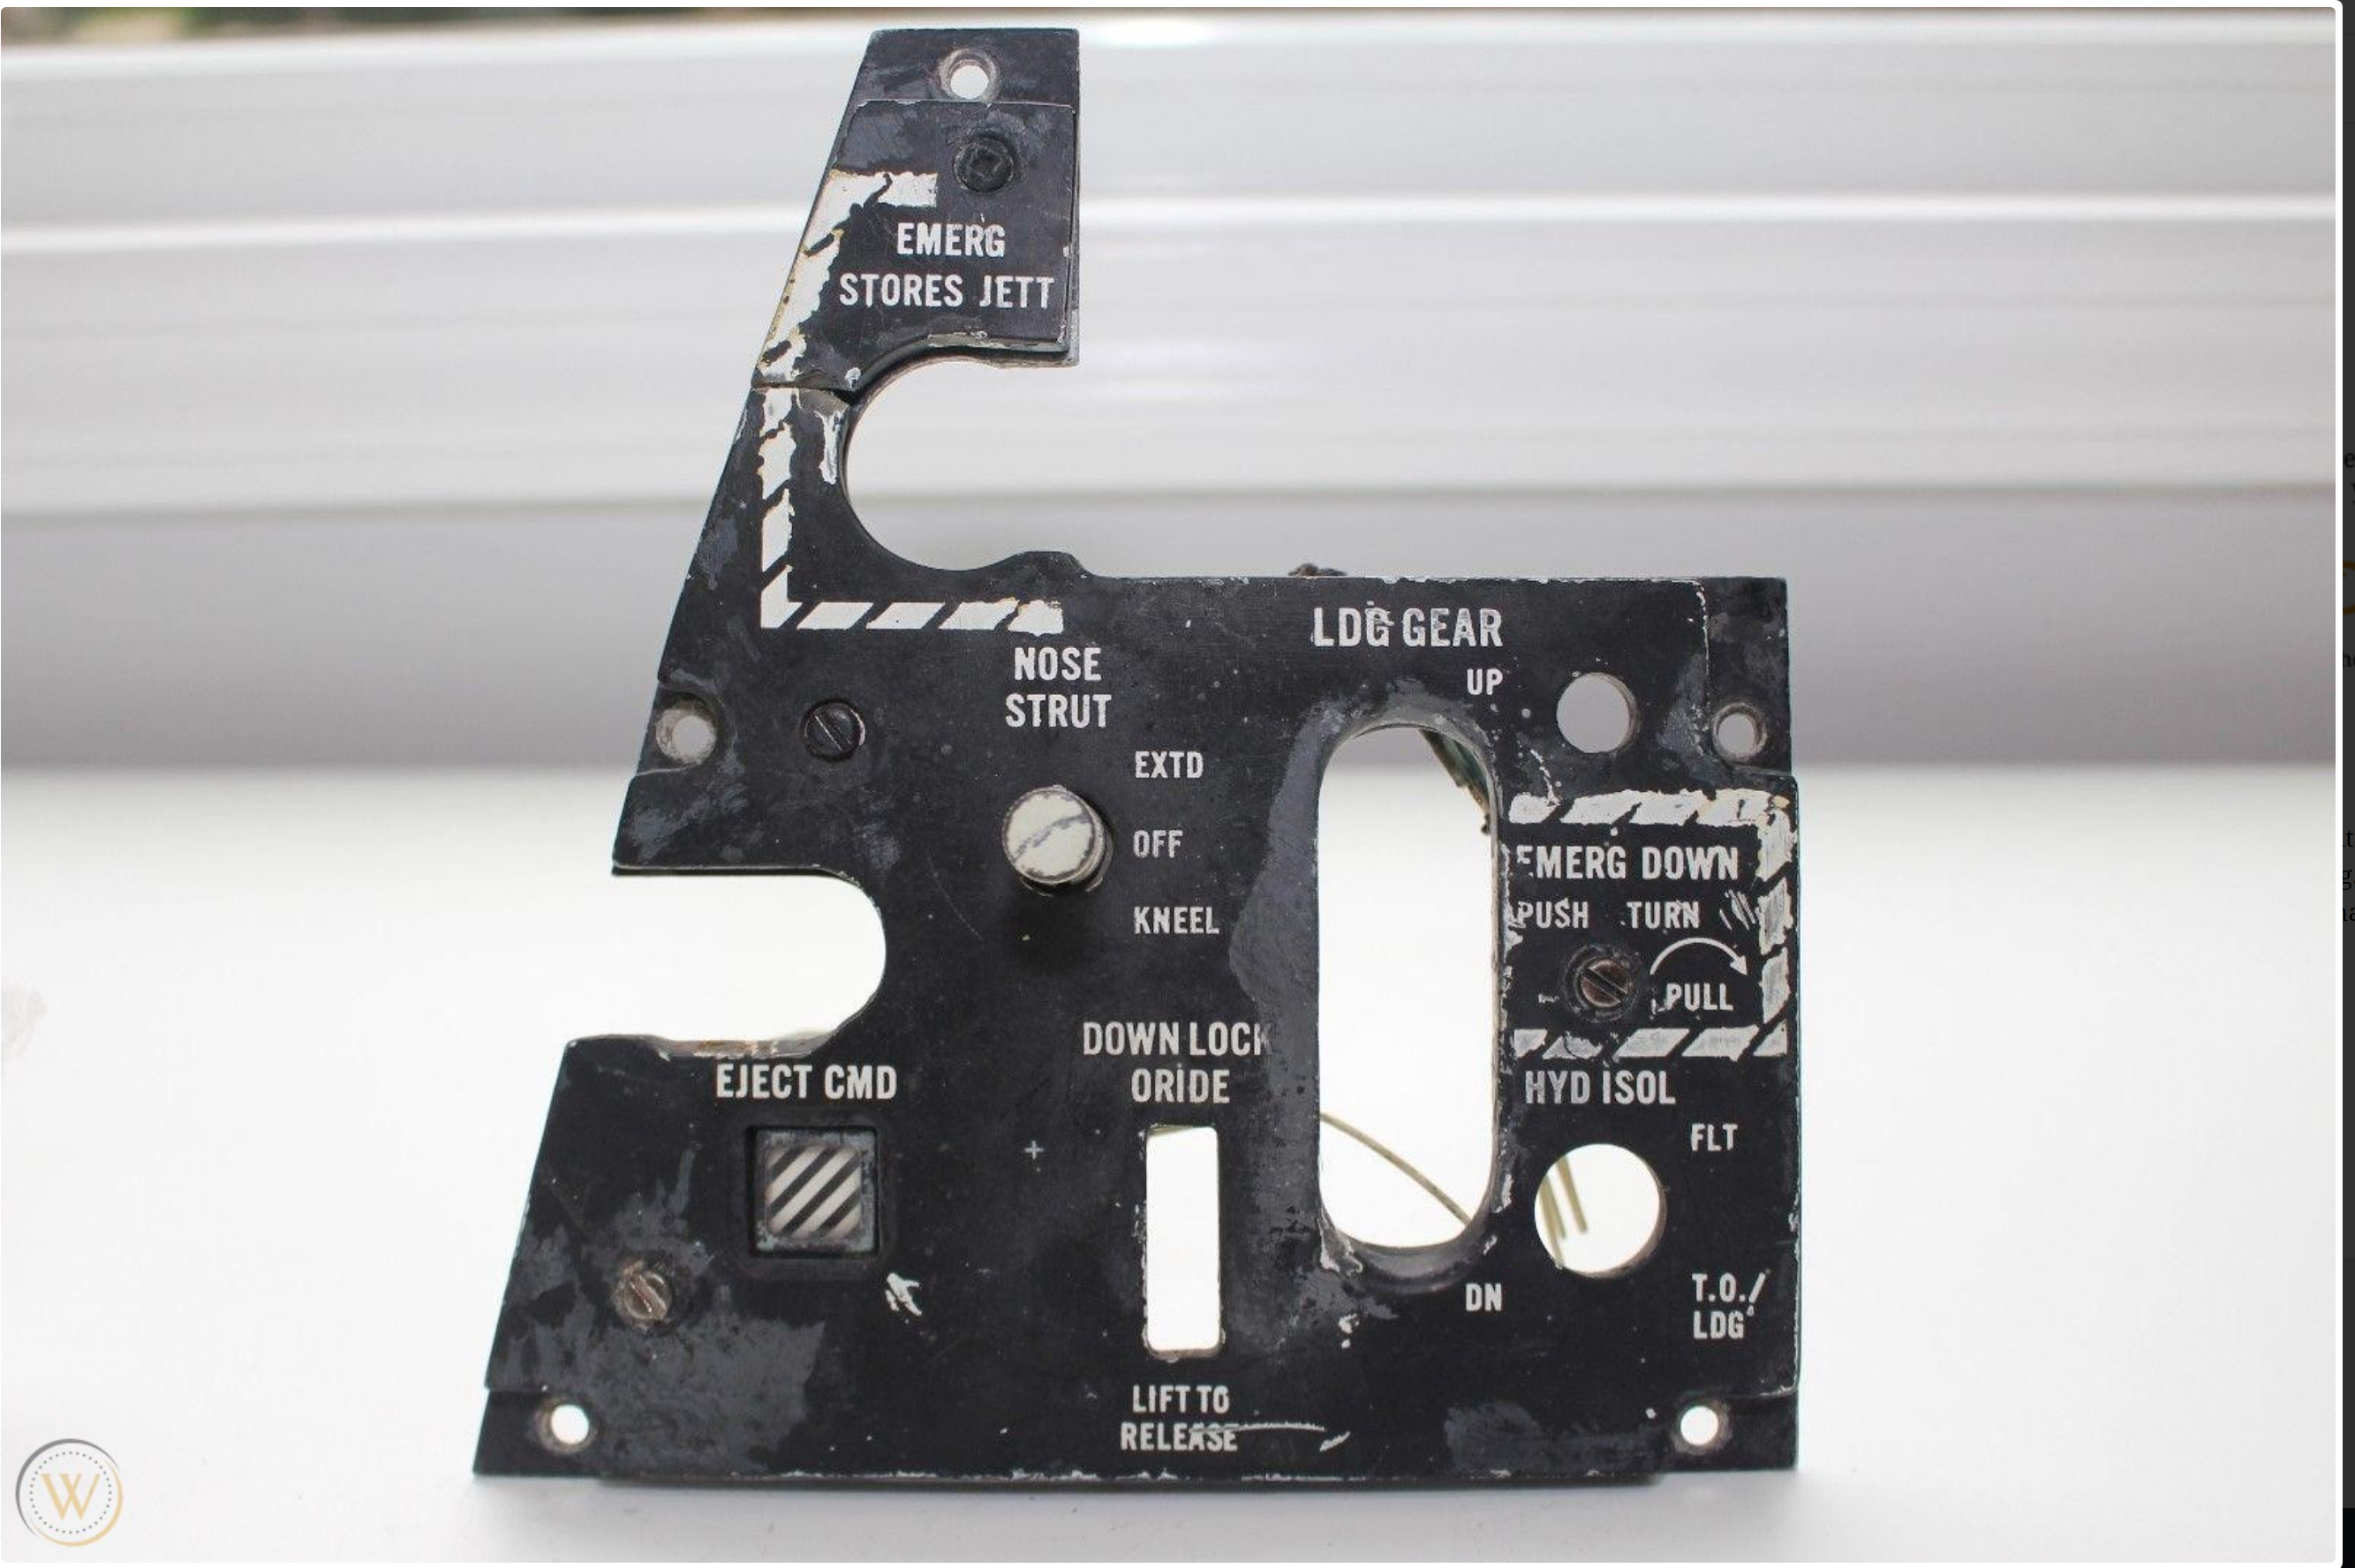 EMERG
STORES JETT
NOSE
STRUT
EXTD
OFF
KNEEL
LDG GEAR
UP
EMERG DOWN
PUSH TURN
PULL
DOWN LOCK
ORIDE
HYD ISOL
FLT
EJECT CMD
DN
T.O./
LDG
LIFT TO
RELEASE
W